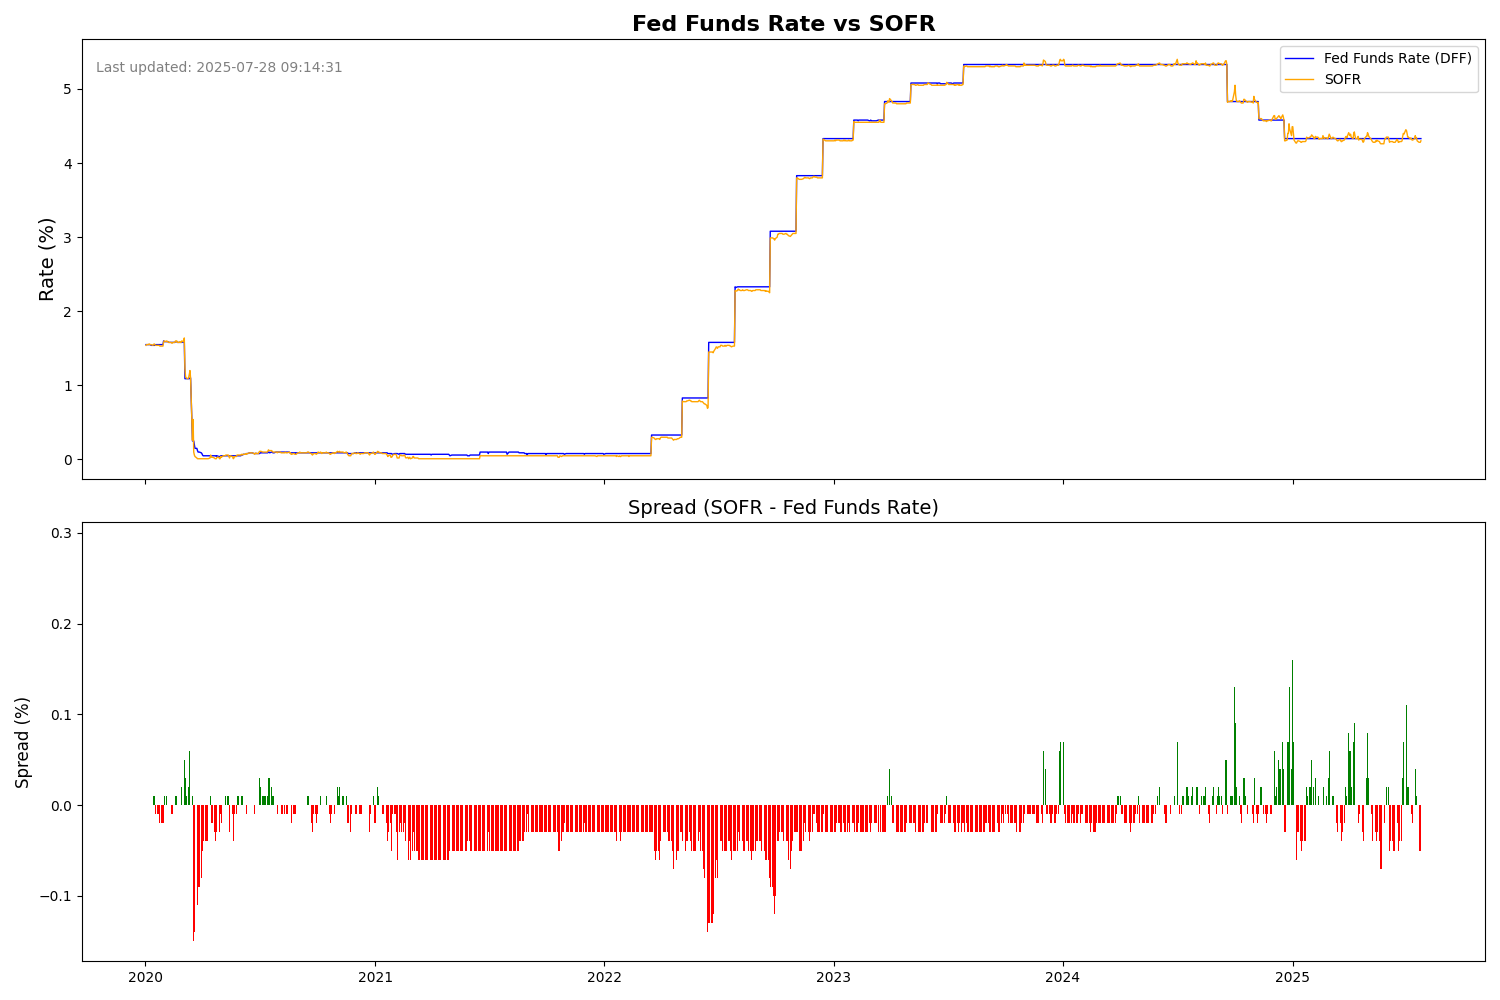 Fed Funds Rate vs SOFR
Last updated: 2025-07-28 09:14:31
Fed Funds Rate (DFF)
SOFR
Rate (%)
5
4
3
2
1
0
Spread (SOFR - Fed Funds Rate)
Spread (%)
0.3
0.2
0.1
0.0
−0.1
2020 2021 2022 2023 2024 2025